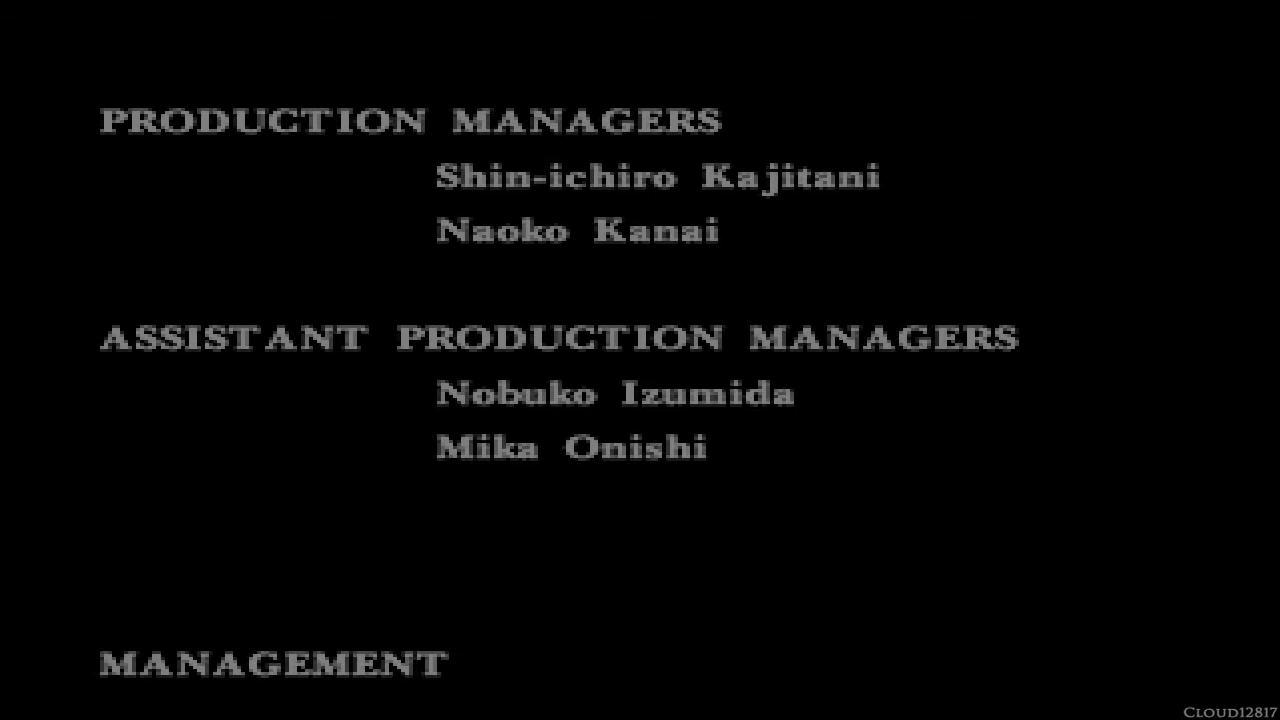 PRODUCTION MANAGERS
Shin-ichiro Kajitani
Naoko Kanai
ASSISTANT PRODUCTION MANAGERS
Nobuko Izumida
Mika Onishi
MANAGEMENT
Cloud12817